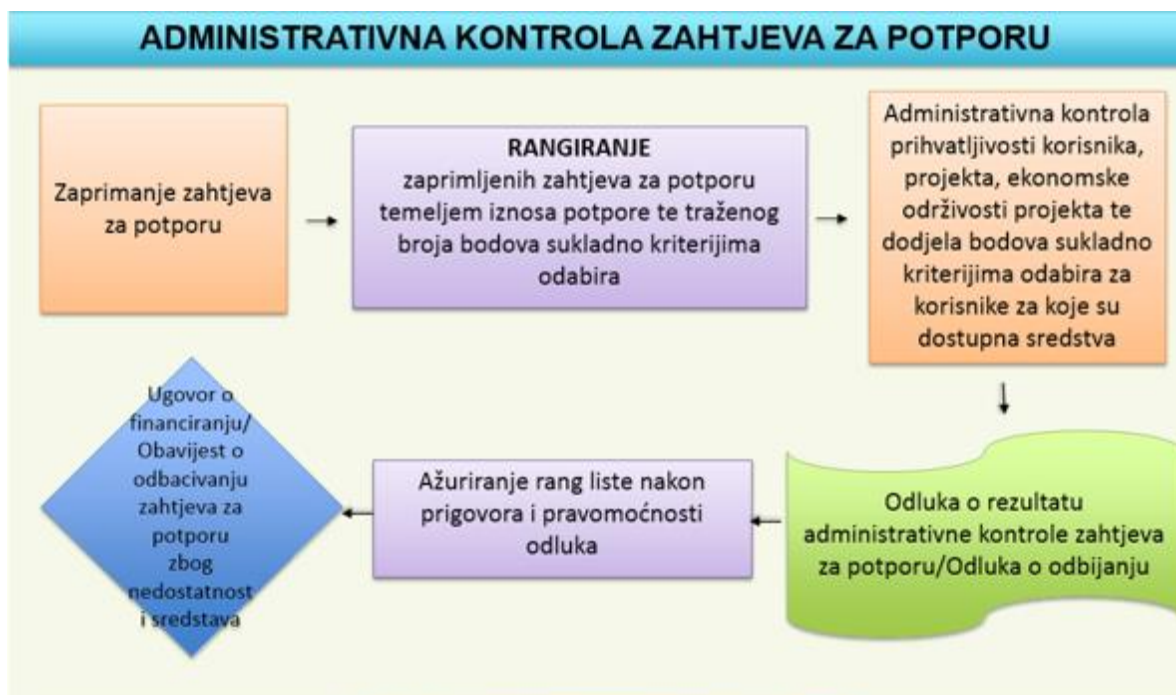 ADMINISTRATIVNA KONTROLA ZAHTJEVA ZA POTPORU
Zaprimanje zahtjeva
za potporu
RANGIRANJE
zaprimljenih zahtjeva za potporu
temeljem iznosa potpore te traženog
broja bodova sukladno kriterijima
odabira
Administrativna kontrola
prihvatljivosti korisnika,
projekta, ekonomske
održivosti projekta te
dodjela bodova sukladno
kriterijima odabira za
korisnike za koje su
dostupna sredstva
Odluka o rezultatu
administrativne kontrole zahtjeva
za potporu/Odluka o odbijanju
Ažuriranje rang liste nakon
prigovora i pravomoćnosti
odluka
Ugovor o
financiranju/
Obavijest o
odbacivanju
zahtjeva za
potporu
zbog
nedostatnost
i sredstava